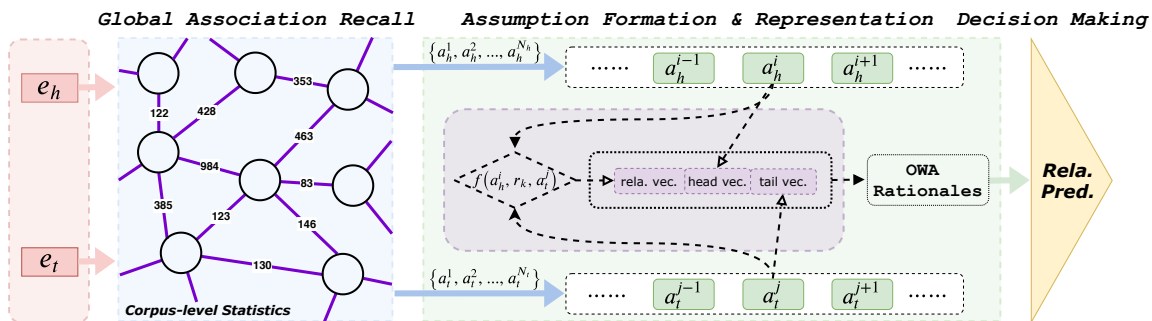 Global Association Recall
Assumption Formation & Representation
Decision Making
e_h
e_t
353
122
428
463
984
83
385
123
146
130
Corpus-level Statistics
{a_h^1, a_h^2, ..., a_h^{N_h}}
...... a_h^{i-1} a_h^i a_h^{i+1} ......
f(a_h^i, r_k, a_t^j)
rela. vec. head vec. tail vec.
OWA
Rationales
Rela.
Pred.
{a_t^1, a_t^2, ..., a_t^{N_t}}
...... a_t^{j-1} a_t^j a_t^{j+1} ......